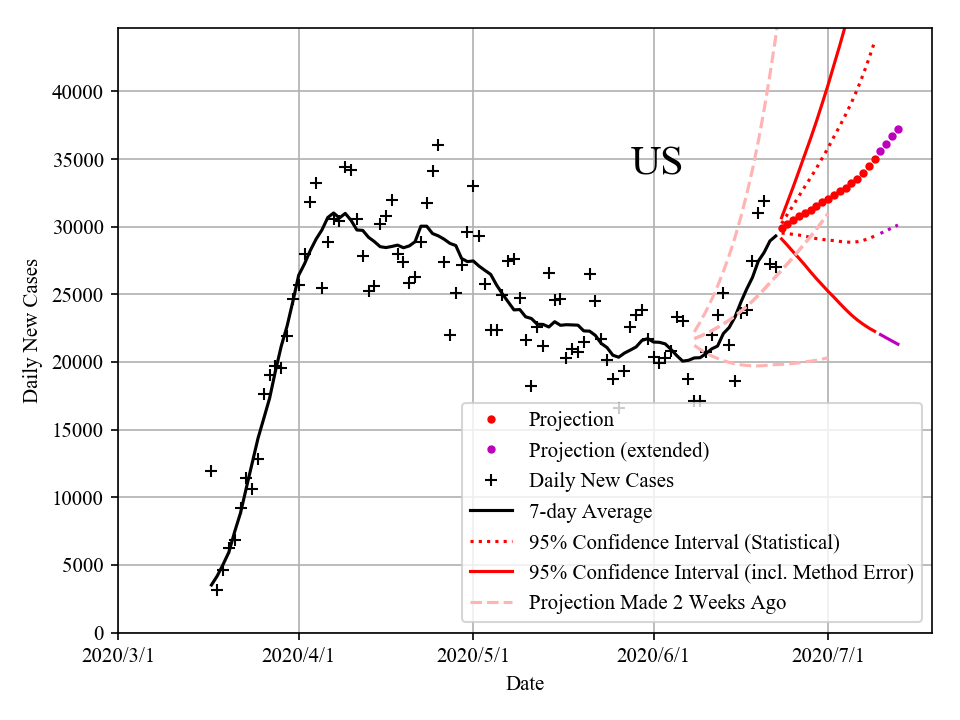 40000
35000
30000
25000
20000
15000
10000
5000
0
Daily New Cases
US
Projection
Projection (extended)
Daily New Cases
7-day Average
95% Confidence Interval (Statistical)
95% Confidence Interval (incl. Method Error)
Projection Made 2 Weeks Ago
2020/3/1 2020/4/1 2020/5/1 2020/6/1 2020/7/1
Date